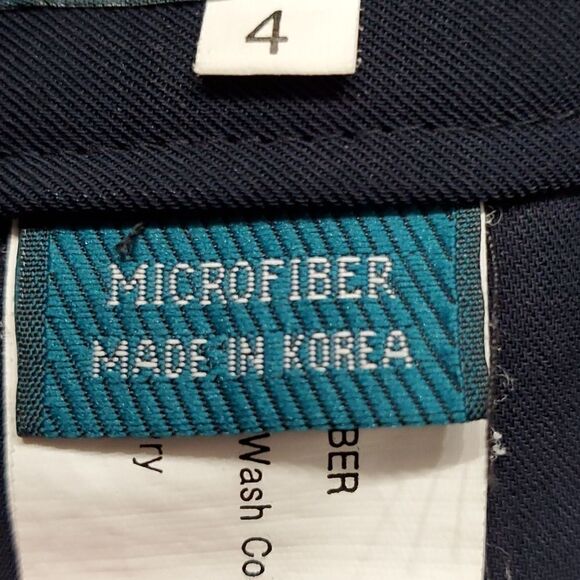 4
MICROFIBER
MADE IN KOREA
BER
Wash Co
ry